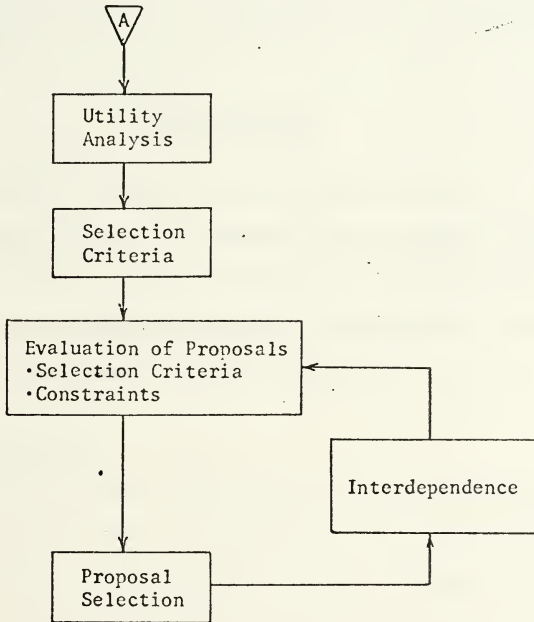 A
Utility
Analysis
Selection
Criteria
Evaluation of Proposals
•Selection Criteria
•Constraints
Interdependence
Proposal
Selection